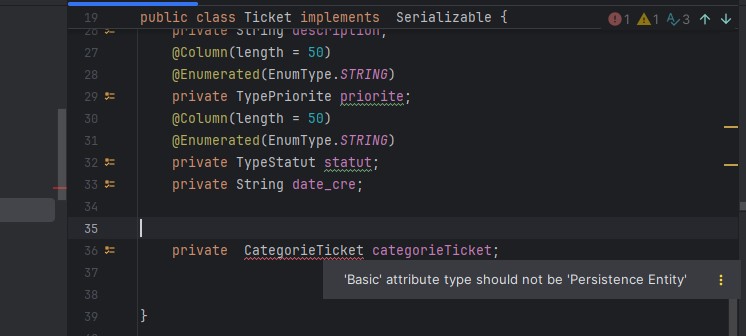 19 public class Ticket implements  Serializable {
1 1 3
26 private String description;
27 @Column(length = 50)
28 @Enumerated(EnumType.STRING)
29 private TypePriorite priorite;
30 @Column(length = 50)
31 @Enumerated(EnumType.STRING)
32 private TypeStatut statut;
33 private String date_cre;
34
35
36 private  CategorieTicket categorieTicket;
37
'Basic' attribute type should not be 'Persistence Entity'
38
39 }